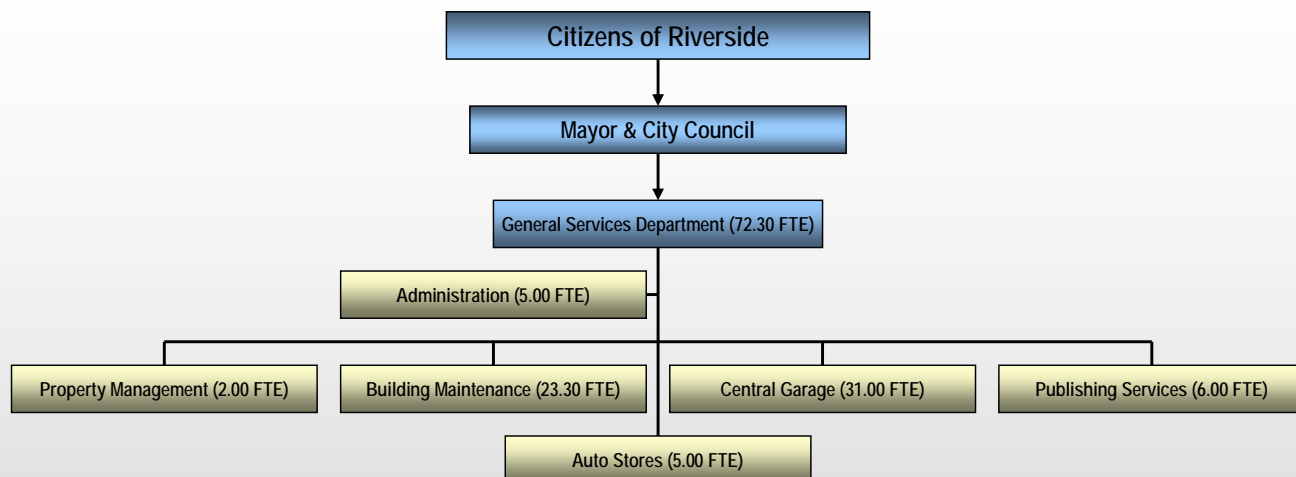 Citizens of Riverside
Mayor & City Council
General Services Department (72.30 FTE)
Administration (5.00 FTE)
Property Management (2.00 FTE)
Building Maintenance (23.30 FTE)
Central Garage (31.00 FTE)
Publishing Services (6.00 FTE)
Auto Stores (5.00 FTE)